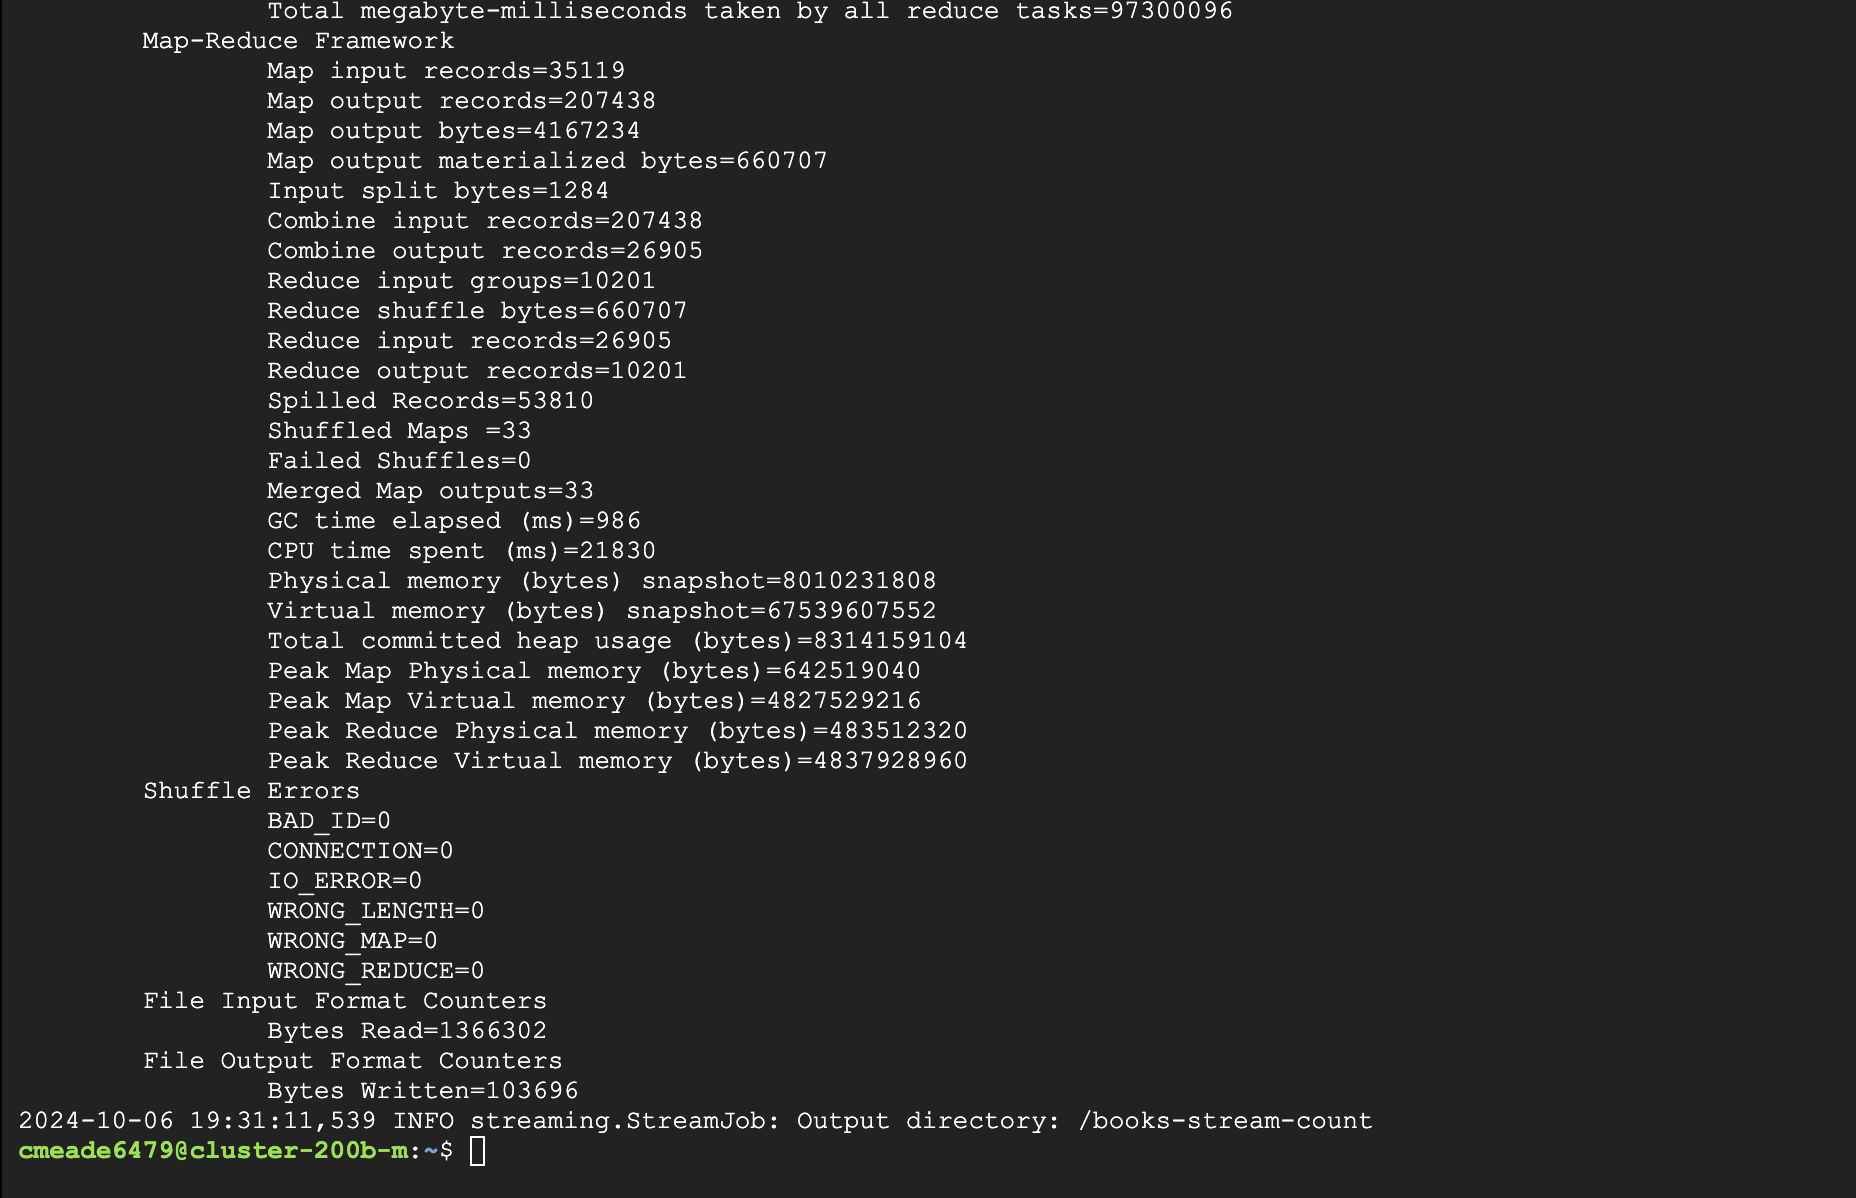 Total megabyte-milliseconds taken by all reduce tasks=97300096
Map-Reduce Framework
Map input records=35119
Map output records=207438
Map output bytes=4167234
Map output materialized bytes=660707
Input split bytes=1284
Combine input records=207438
Combine output records=26905
Reduce input groups=10201
Reduce shuffle bytes=660707
Reduce input records=26905
Reduce output records=10201
Spilled Records=53810
Shuffled Maps =33
Failed Shuffles=0
Merged Map outputs=33
GC time elapsed (ms)=986
CPU time spent (ms)=21830
Physical memory (bytes) snapshot=8010231808
Virtual memory (bytes) snapshot=67539607552
Total committed heap usage (bytes)=8314159104
Peak Map Physical memory (bytes)=642519040
Peak Map Virtual memory (bytes)=4827529216
Peak Reduce Physical memory (bytes)=483512320
Peak Reduce Virtual memory (bytes)=4837928960
Shuffle Errors
BAD_ID=0
CONNECTION=0
IO_ERROR=0
WRONG_LENGTH=0
WRONG_MAP=0
WRONG_REDUCE=0
File Input Format Counters
Bytes Read=1366302
File Output Format Counters
Bytes Written=103696
2024-10-06 19:31:11,539 INFO streaming.StreamJob: Output directory: /books-stream-count
cmeade6479@cluster-200b-m:~$